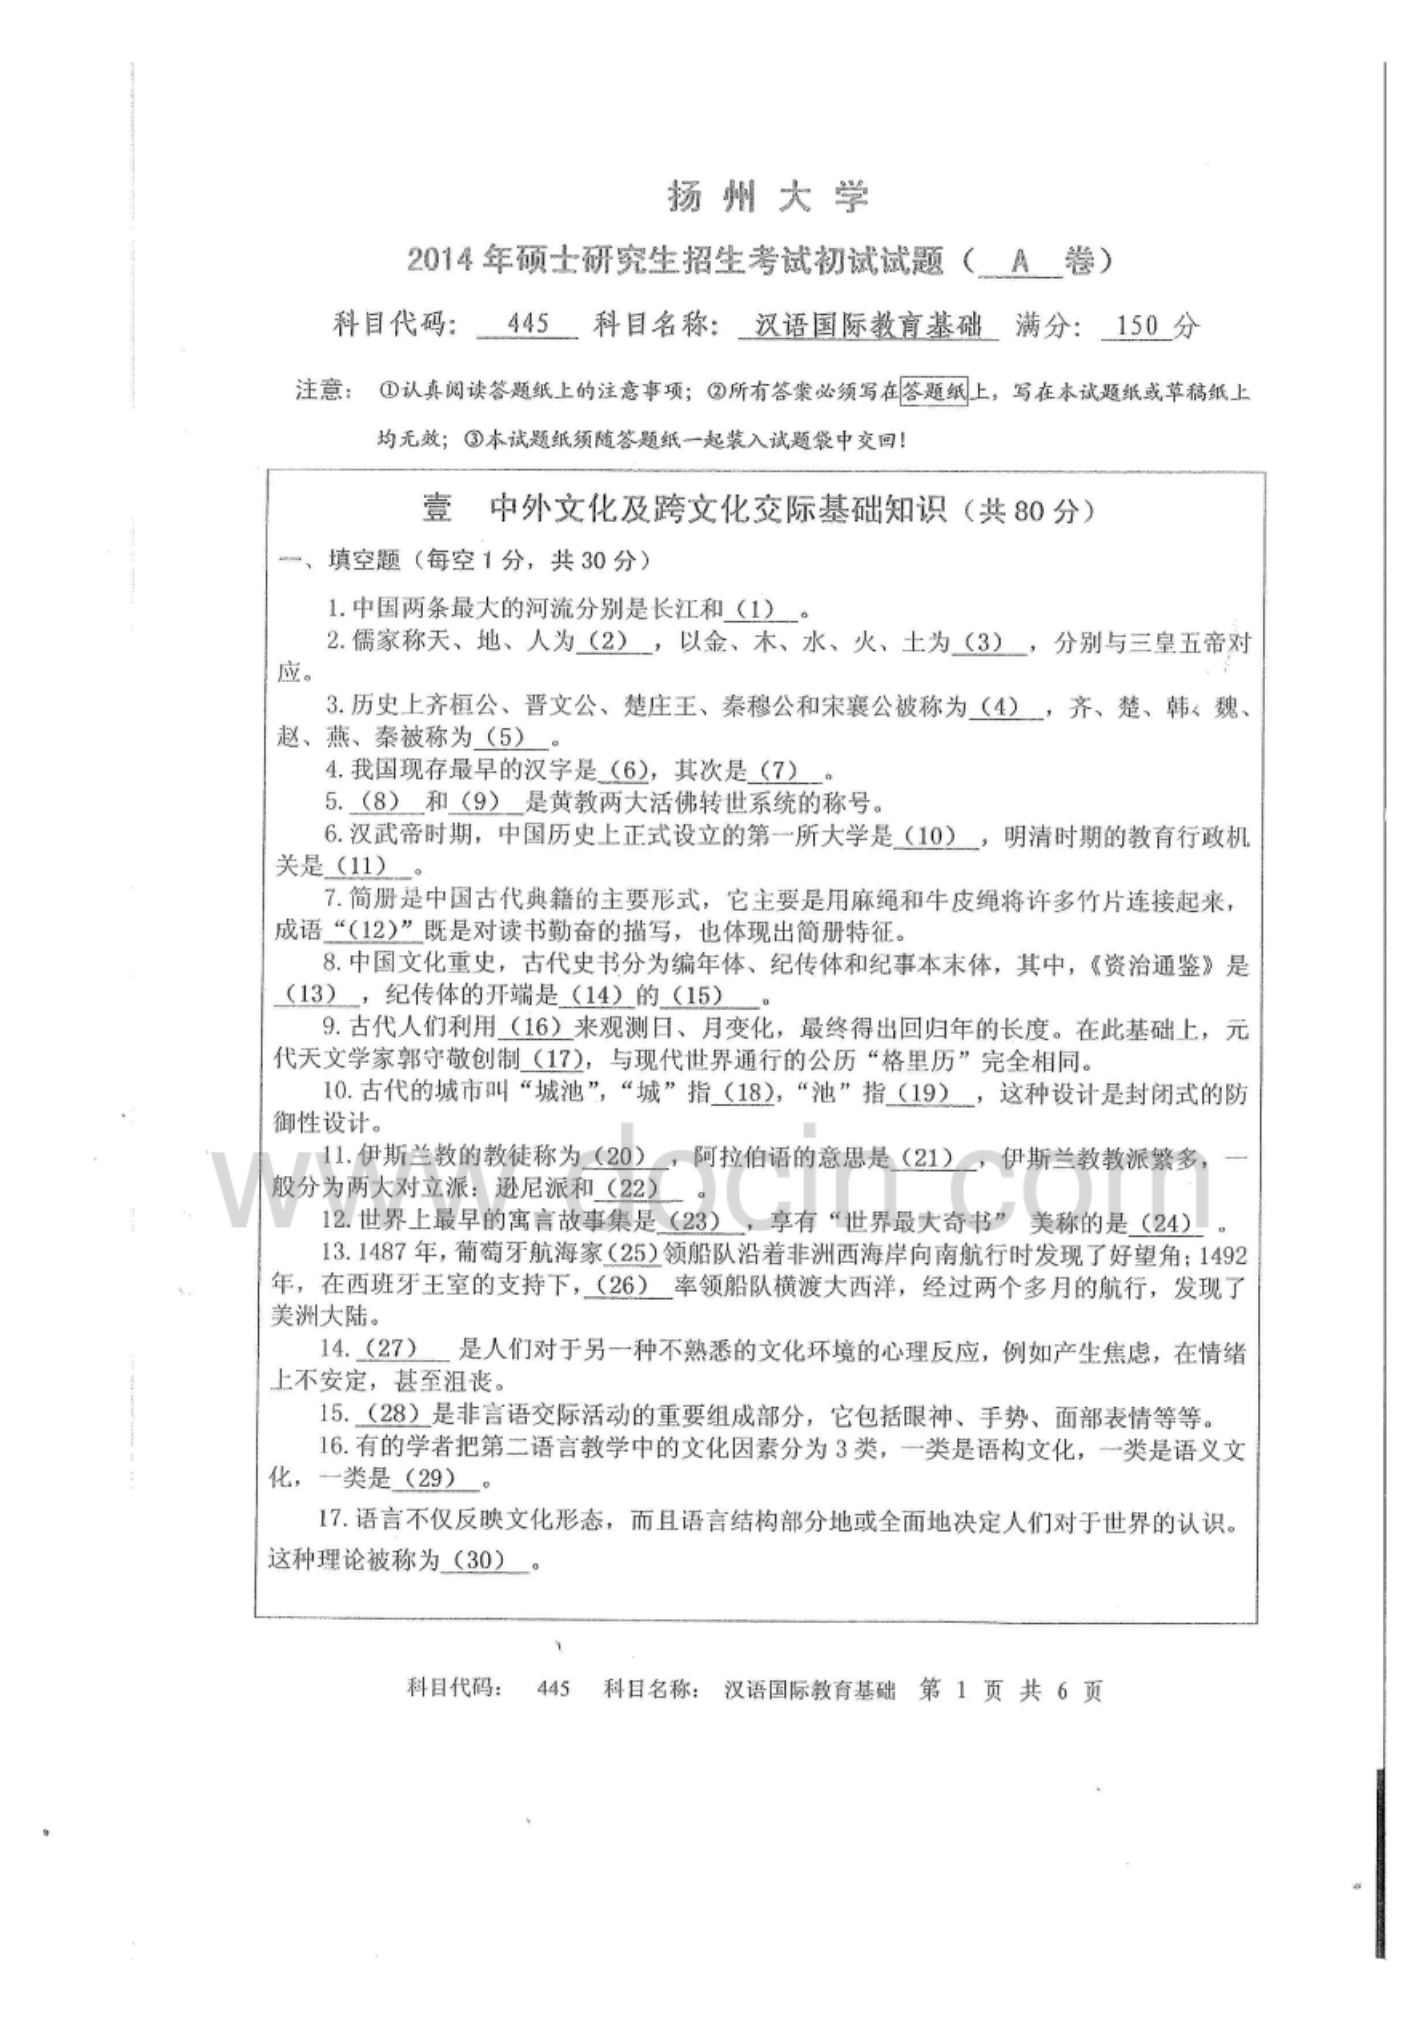 扬州大学
2014年硕士研究生招生考试初试试题（ A 卷）
科目代码： 445 科目名称： 汉语国际教育基础 满分： 150 分
注意： ①认真阅读答题纸上的注意事项；②所有答案必须写在答题纸上，写在本试题纸或草稿纸上
均无效；③本试题纸须随答题纸一起装入试题袋中交回！
壹 中外文化及跨文化交际基础知识（共80分）
一、填空题（每空1分，共30分）
1.中国两条最大的河流分别是长江和（1）。
2.儒家称天、地、人为（2），以金、木、水、火、土为（3），分别与三皇五帝对
应。
3.历史上齐桓公、晋文公、楚庄王、秦穆公和宋襄公被称为（4），齐、楚、韩、魏、
赵、燕、秦被称为（5）。
4.我国现存最早的汉字是（6），其次是（7）。
5.（8）和（9）是黄教两大活佛转世系统的称号。
6.汉武帝时期，中国历史上正式设立的第一所大学是（10），明清时期的教育行政机
关是（11）。
7.简册是中国古代典籍的主要形式，它主要是用麻绳和牛皮绳将许多竹片连接起来，
成语“（12）”既是对读书勤奋的描写，也体现出简册特征。
8.中国文化重史，古代史书分为编年体、纪传体和纪事本末体，其中，《资治通鉴》是
（13），纪传体的开端是（14）的（15）。
9.古代人们利用（16）来观测日、月变化，最终得出回归年的长度。在此基础上，元
代天文学家郭守敬创制（17），与现代世界通行的公历“格里历”完全相同。
10.古代的城市叫“城池”，“城”指（18），“池”指（19），这种设计是封闭式的防
御性设计。
11.伊斯兰教的教徒称为（20），阿拉伯语的意思是（21），伊斯兰教教派繁多，一
般分为两大对立派：逊尼派和（22）。
12.世界上最早的寓言故事集是（23），享有“世界最大奇书” 美称的是（24）。
13.1487年，葡萄牙航海家（25）领船队沿着非洲西海岸向南航行时发现了好望角；1492
年，在西班牙王室的支持下，（26）率领船队横渡大西洋，经过两个多月的航行，发现了
美洲大陆。
14.（27） 是人们对于另一种不熟悉的文化环境的心理反应，例如产生焦虑，在情绪
上不安定，甚至沮丧。
15.（28）是非言语交际活动的重要组成部分，它包括眼神、手势、面部表情等等。
16.有的学者把第二语言教学中的文化因素分为3类，一类是语构文化，一类是语义文
化，一类是（29）。
17.语言不仅反映文化形态，而且语言结构部分地或全面地决定人们对于世界的认识。
这种理论被称为（30）。
科目代码： 445 科目名称： 汉语国际教育基础 第 1 页 共 6 页
www.docin.com